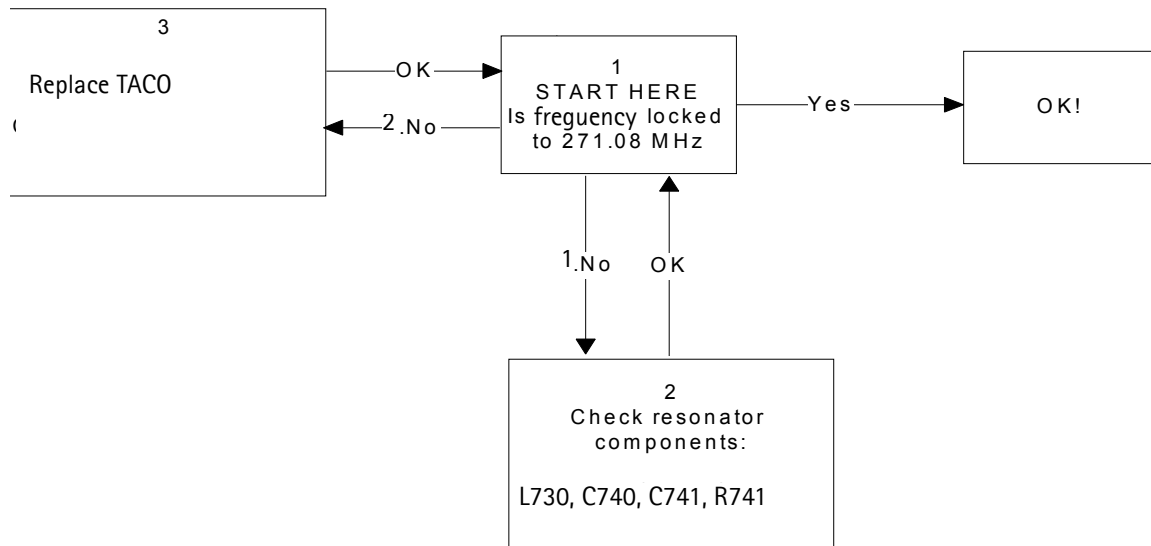 3
Replace TACO
OK
2.No
1
START HERE
Is freguency locked
to 271.08 MHz
Yes
OK!
1.No
OK
2
Check resonator
components:
L730, C740, C741, R741